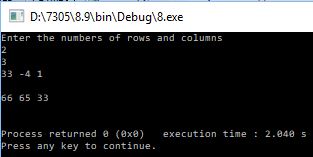 D:\7305\8.9\bin\Debug\8.exe
Enter the numbers of rows and columns
2
3
33 -4 1
66 65 33
Process returned 0 (0x0)   execution time : 2.040 s
Press any key to continue.